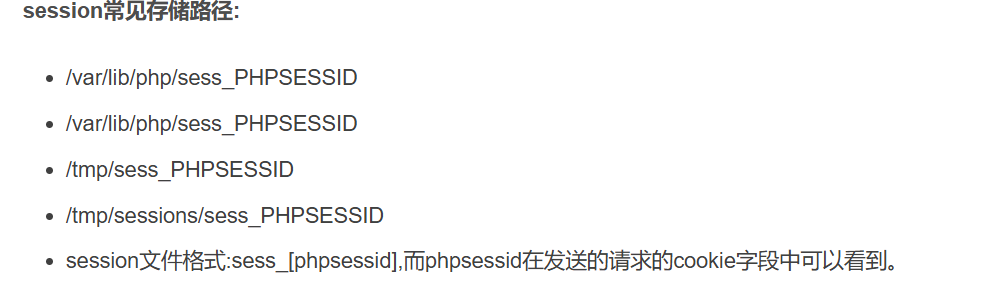 session常见存储路径:
/var/lib/php/sess_PHPSESSID
/var/lib/php/sess_PHPSESSID
/tmp/sess_PHPSESSID
/tmp/sessions/sess_PHPSESSID
session文件格式:sess_[phpsessid],而phpsessid在发送的请求的cookie字段中可以看到。